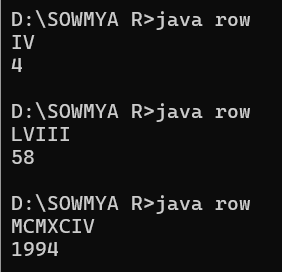 D:\SOWMYA R>java row
IV
4
D:\SOWMYA R>java row
LVIII
58
D:\SOWMYA R>java row
MCMXCIV
1994